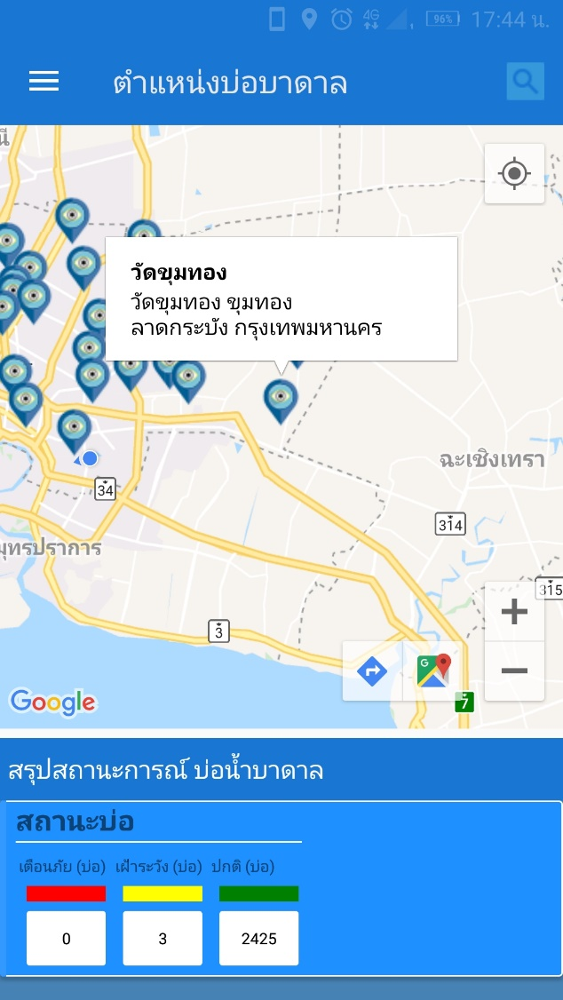 4G
96%
17:44 น.
ตำแหน่งบ่อบาดาล
วัดขุมทอง
วัดขุมทอง ขุมทอง
ลาดกระบัง กรุงเทพมหานคร
ฉะเชิงเทรา
34
314
มุทรปราการ
315
3
G
Google
7
สรุปสถานะการณ์ บ่อน้ำบาดาล
สถานะบ่อ
เตือนภัย (บ่อ) เฝ้าระวัง (บ่อ) ปกติ (บ่อ)
0 3 2425